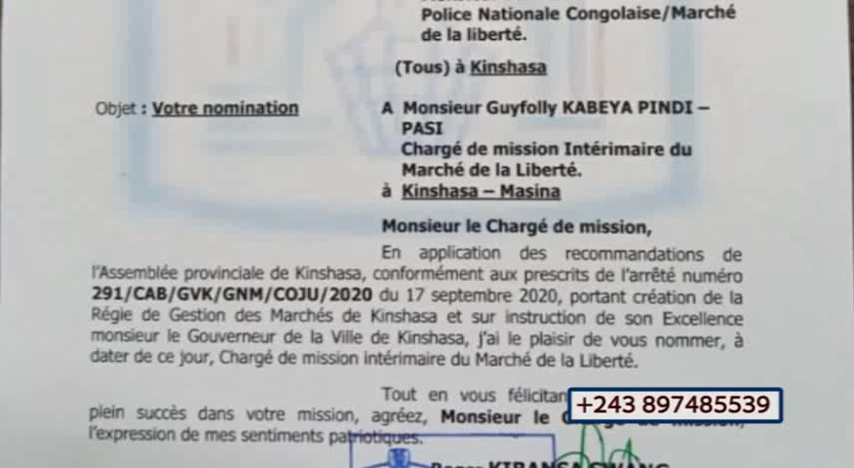 Police Nationale Congolaise/Marché
de la liberté.
(Tous) à Kinshasa
Objet : Votre nomination
A Monsieur Guyfolly KABEYA PINDI –
PASI
Chargé de mission Intérimaire du
Marché de la Liberté.
à Kinshasa – Masina
Monsieur le Chargé de mission,
En application des recommandations de
l'Assemblée provinciale de Kinshasa, conformément aux prescrits de l'arrêté numéro
291/CAB/GVK/GNM/COJU/2020 du 17 septembre 2020, portant création de la
Régie de Gestion des Marchés de Kinshasa et sur instruction de son Excellence
monsieur le Gouverneur de la Ville de Kinshasa, j'ai le plaisir de vous nommer, à
dater de ce jour, Chargé de mission intérimaire du Marché de la Liberté.
Tout en vous félicitan
+243 897485539
plein succès dans votre mission, agréez, Monsieur le Chargé de mission,
l'expression de mes sentiments patriotiques.